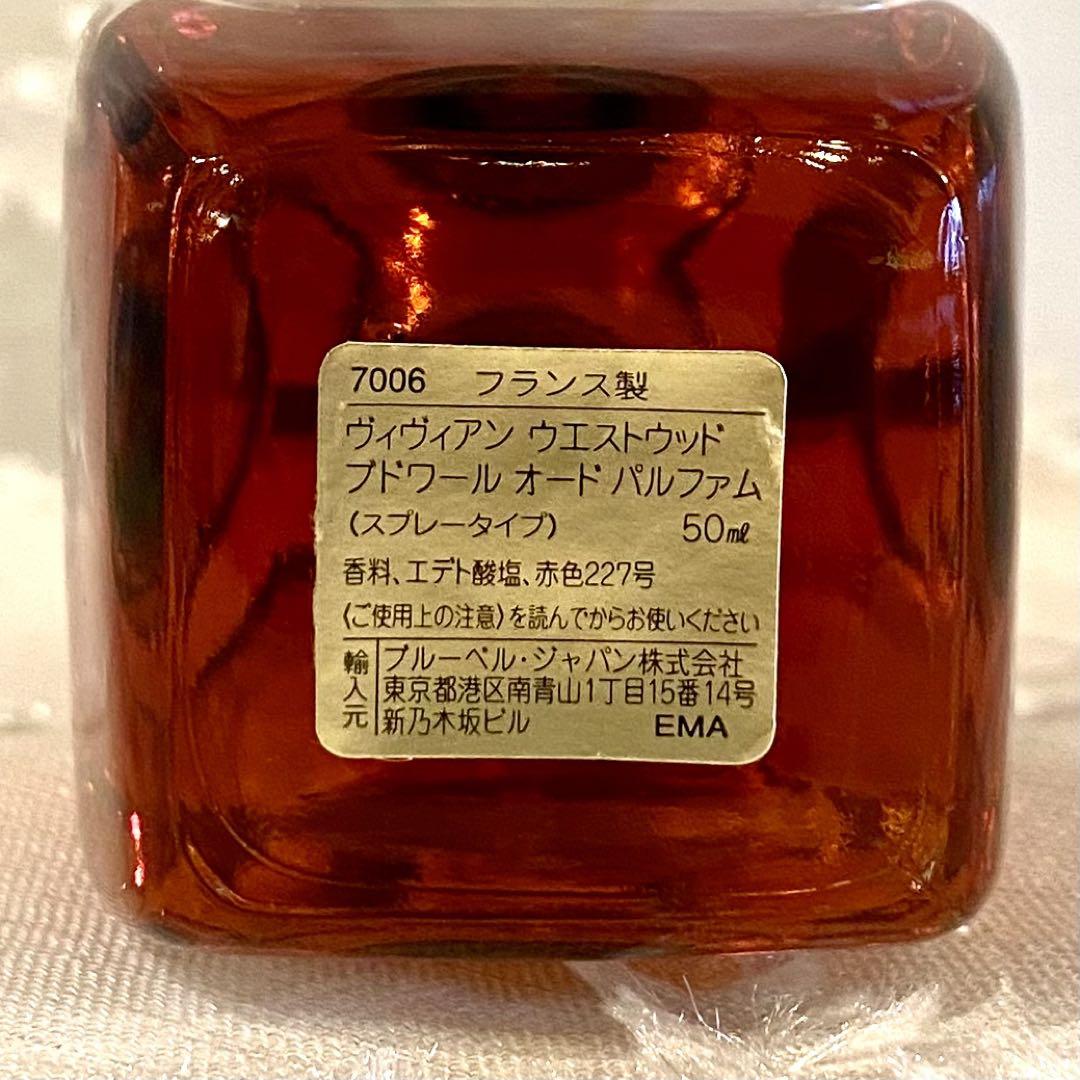 7006 フランス製
ヴィヴィアン ウエストウッド
ブドワール オード パルファム
(スプレータイプ) 50㎖
香料、エデト酸塩、赤色227号
〈ご使用上の注意〉を読んでからお使いください
輸入元
ブルーベル・ジャパン株式会社
東京都港区南青山1丁目15番14号
新乃木坂ビル EMA